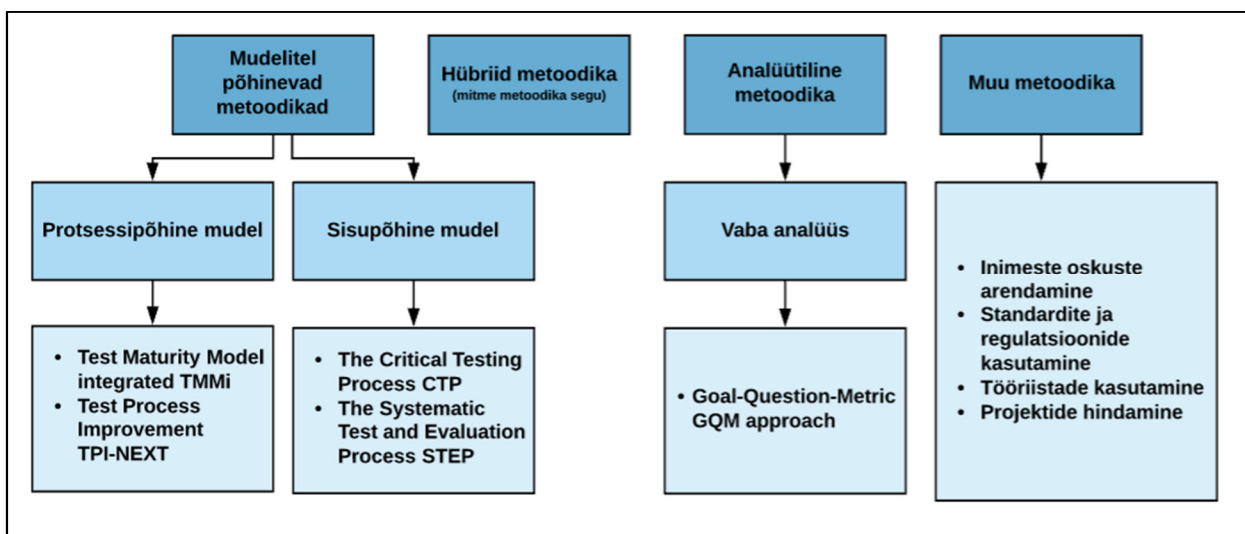 Mudelitel
põhinevad
metoodikad
Hübriid metoodika
(mitme metoodika segu)
Analüütiline
metoodika
Muu metoodika
Protsessipõhine mudel
Sisupõhine mudel
Vaba analüüs
• Test Maturity Model
integrated TMMi
• Test Process
Improvement
TPI-NEXT
• The Critical Testing
Process CTP
• The Systematic
Test and Evaluation
Process STEP
• Goal-Question-Metric
GQM approach
• Inimeste oskuste
arendamine
• Standardite ja
regulatsioonide
kasutamine
• Tööriistade kasutamine
• Projektide hindamine